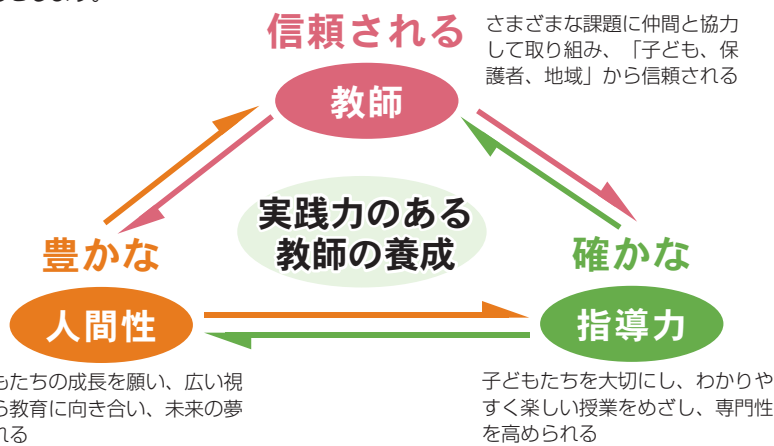 信頼される
教師
さまざまな課題に仲間と協力
して取り組み、「子ども、保
護者、地域」から信頼される
実践力のある
教師の養成
豊かな
人間性
もたちの成長を願い、広い視
ら教育に向き合い、未来の夢
れる
確かな
指導力
子どもたちを大切にし、わかりや
すく楽しい授業をめざし、専門性
を高められる